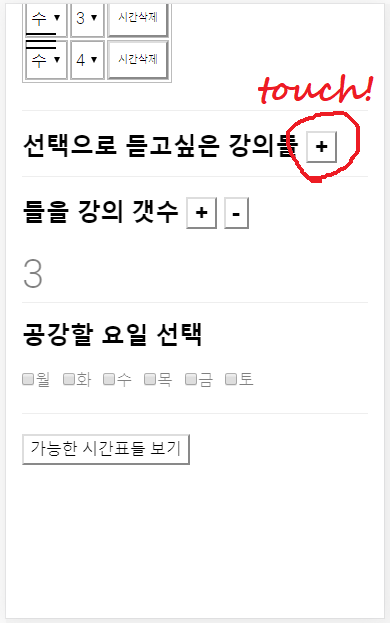 수 3 시간삭제
수 4 시간삭제
touch!
선택으로 듣고싶은 강의들 +
들을 강의 갯수 + -
3
공강할 요일 선택
월 화 수 목 금 토
가능한 시간표들 보기